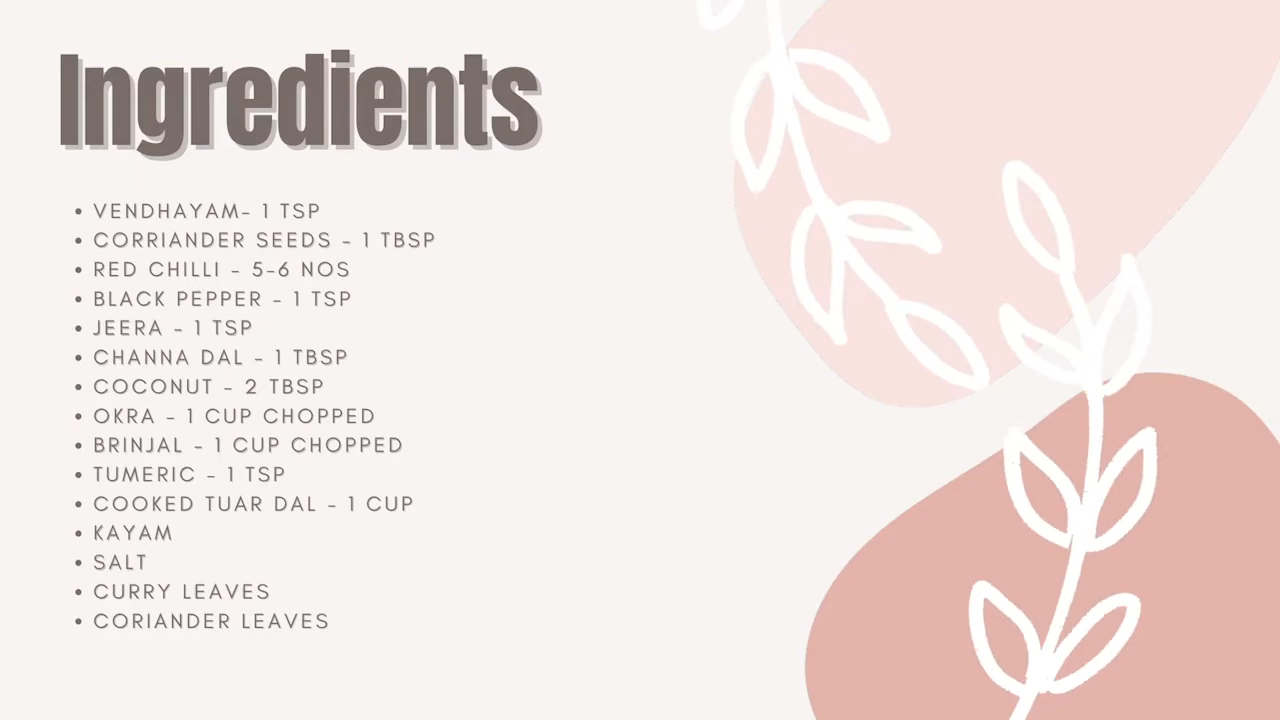 Ingredients
• VENDHAYAM- 1 TSP
• CORRIANDER SEEDS - 1 TBSP
• RED CHILLI - 5-6 NOS
• BLACK PEPPER - 1 TSP
• JEERA - 1 TSP
• CHANNA DAL - 1 TBSP
• COCONUT - 2 TBSP
• OKRA - 1 CUP CHOPPED
• BRINJAL - 1 CUP CHOPPED
• TUMERIC - 1 TSP
• COOKED TUAR DAL - 1 CUP
• KAYAM
• SALT
• CURRY LEAVES
• CORIANDER LEAVES